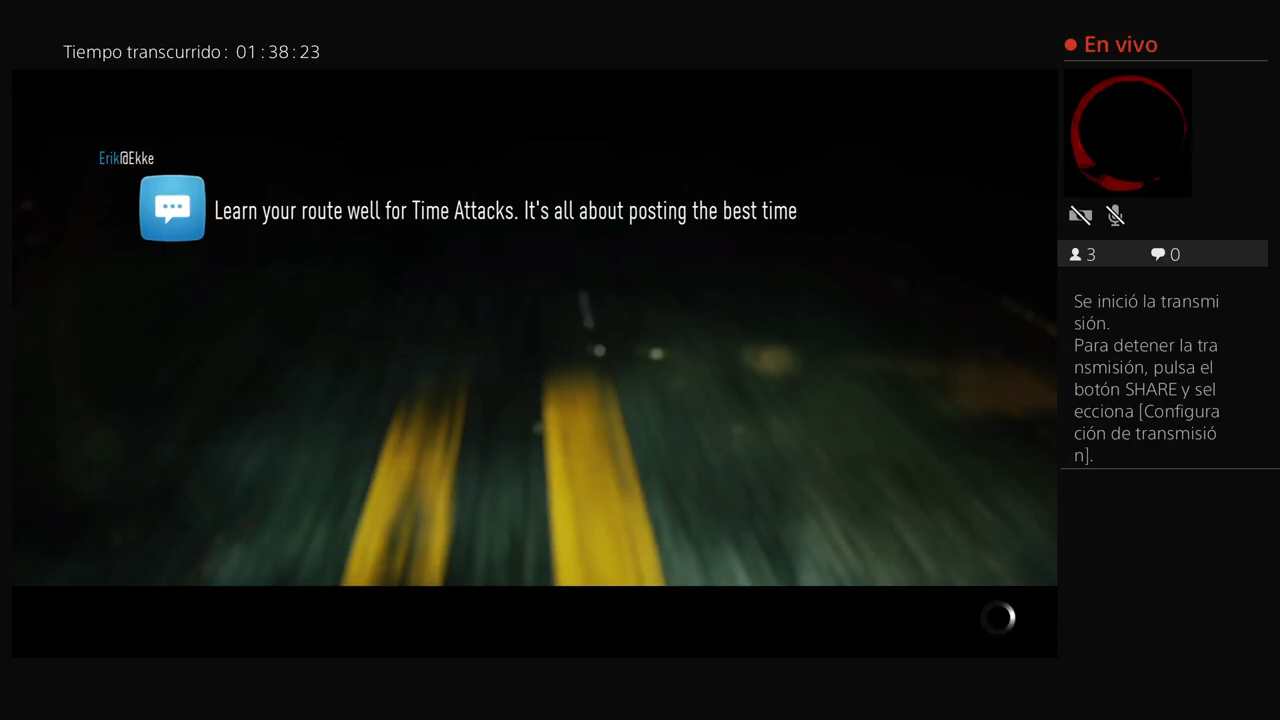 Tiempo transcurrido: 01:38:23
En vivo
Erik@Ekke
Learn your route well for Time Attacks. It's all about posting the best time
3
0
Se inició la transmi
sión.
Para detener la tra
nsmisión, pulsa el
botón SHARE y sel
ecciona [Configura
ción de transmisió
n].